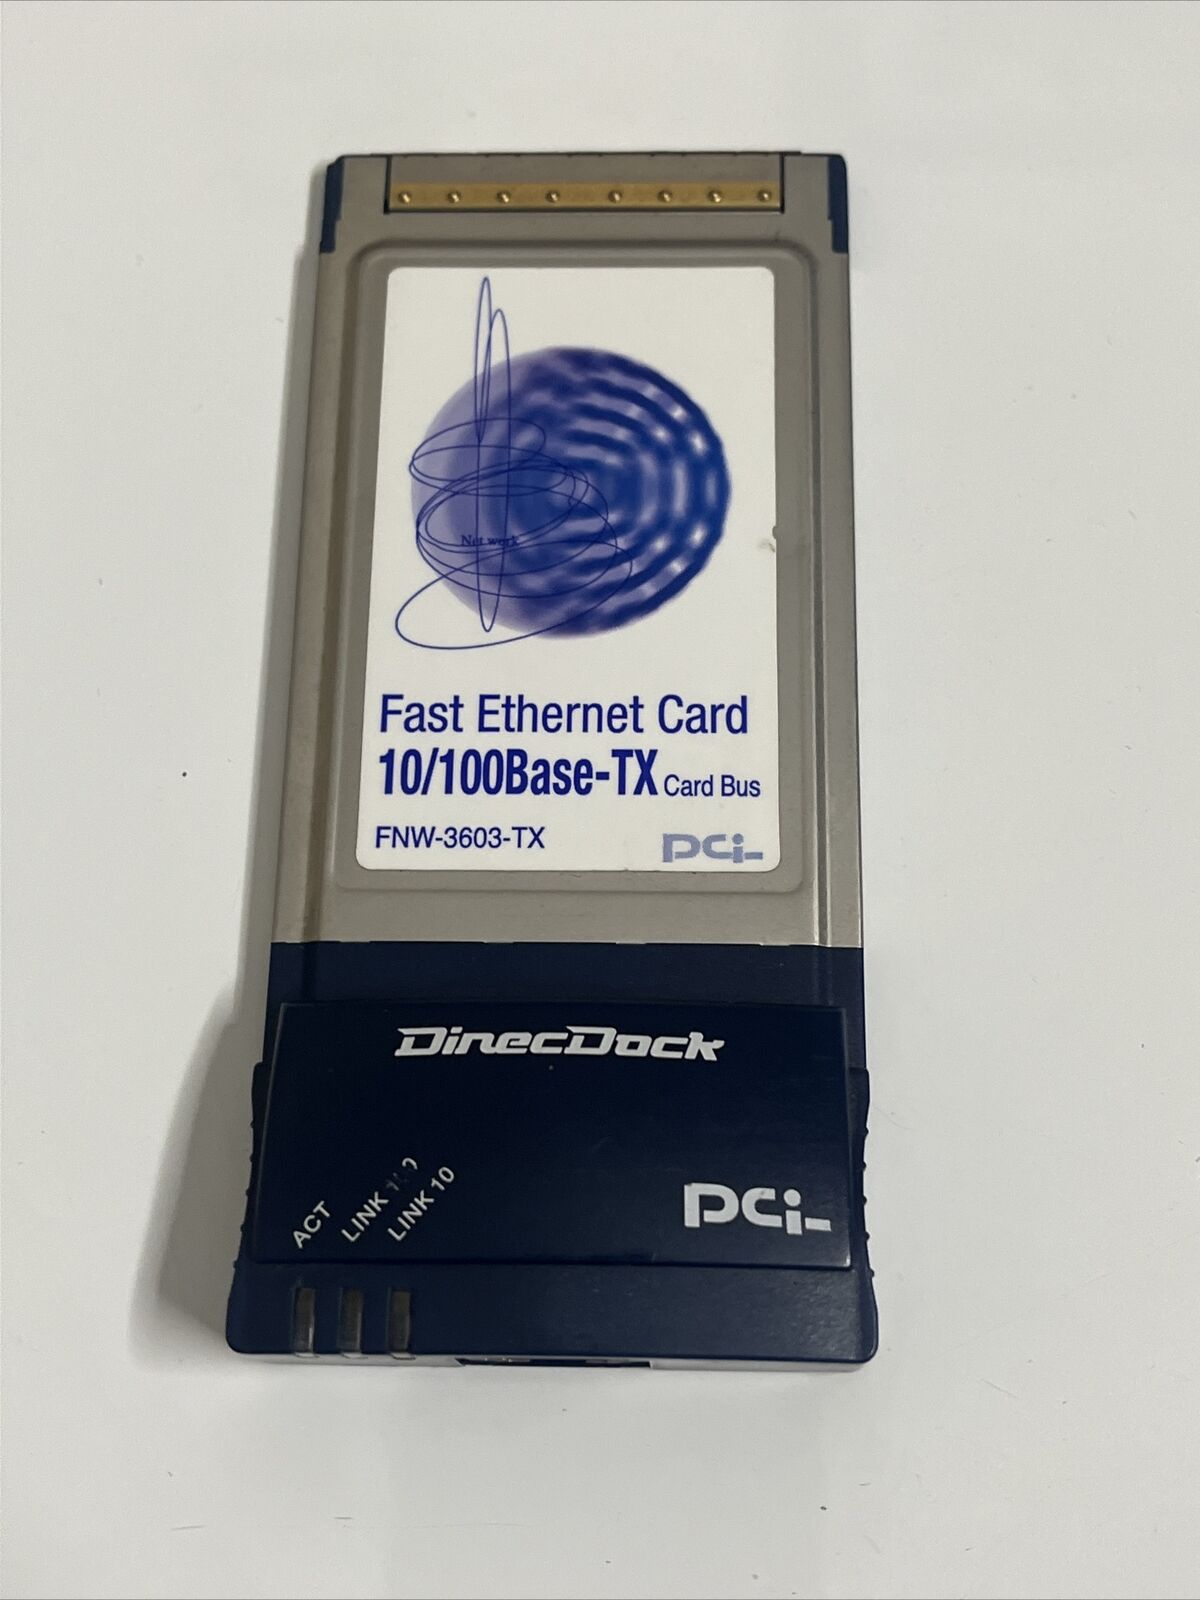 Net work
Fast Ethernet Card
10/100Base-TX Card Bus
FNW-3603-TX
PCi
DirecDock
ACT
LINK 100
LINK 10
PCi